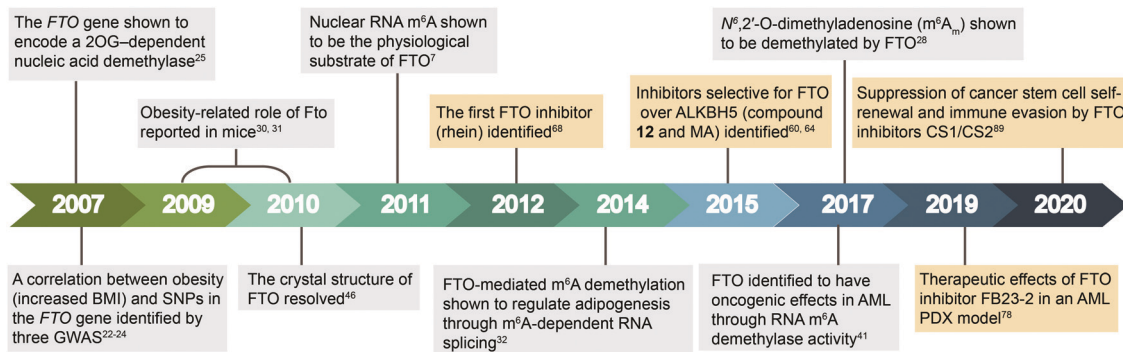 The FTO gene shown to
encode a 2OG–dependent
nucleic acid demethylase²⁵
Nuclear RNA m⁶A shown
to be the physiological
substrate of FTO⁷
N⁶,2′-O-dimethyladenosine (m⁶Aₘ) shown
to be demethylated by FTO²⁸
Obesity-related role of Fto
reported in mice³⁰, ³¹
The first FTO inhibitor
(rhein) identified⁶⁸
Inhibitors selective for FTO
over ALKBH5 (compound
12 and MA) identified⁶⁰, ⁶⁴
Suppression of cancer stem cell self-
renewal and immune evasion by FTO
inhibitors CS1/CS2⁸⁹
2007 2009 2010 2011 2012 2014 2015 2017 2019 2020
A correlation between obesity
(increased BMI) and SNPs in
the FTO gene identified by
three GWAS²²⁻²⁴
The crystal structure of
FTO resolved⁴⁶
FTO-mediated m⁶A demethylation
shown to regulate adipogenesis
through m⁶A-dependent RNA
splicing³²
FTO identified to have
oncogenic effects in AML
through RNA m⁶A
demethylase activity⁴¹
Therapeutic effects of FTO
inhibitor FB23-2 in an AML
PDX model⁷⁸